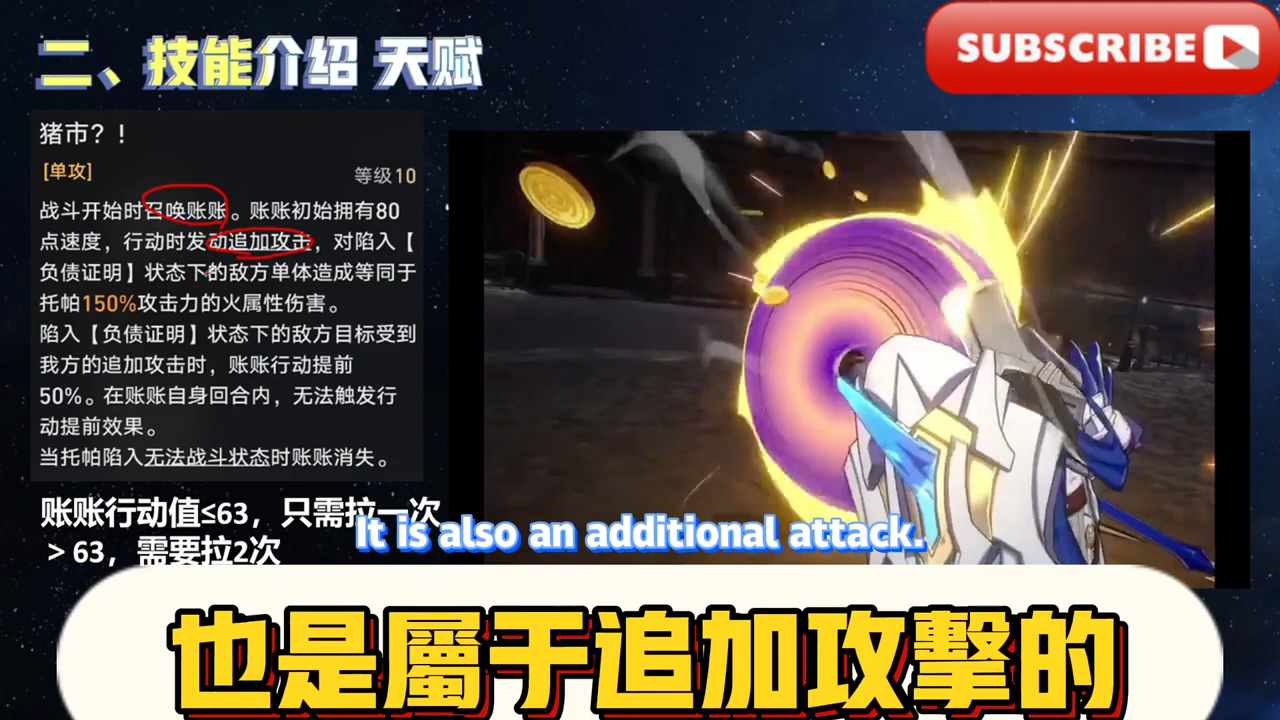 二、技能介绍 天赋
SUBSCRIBE
猪市?!
[单攻]
等级10
战斗开始时召唤账账。账账初始拥有80
点速度，行动时发动追加攻击，对陷入【
负债证明】状态下的敌方单体造成等同于
托帕150%攻击力的火属性伤害。
陷入【负债证明】状态下的敌方目标受到
我方的追加攻击时，账账行动提前
50%。在账账自身回合内，无法触发行
动提前效果。
当托帕陷入无法战斗状态时账账消失。
账账行动值≤63，只需拉一次
＞63，需要拉2次
It is also an additional attack.
也是屬于追加攻擊的